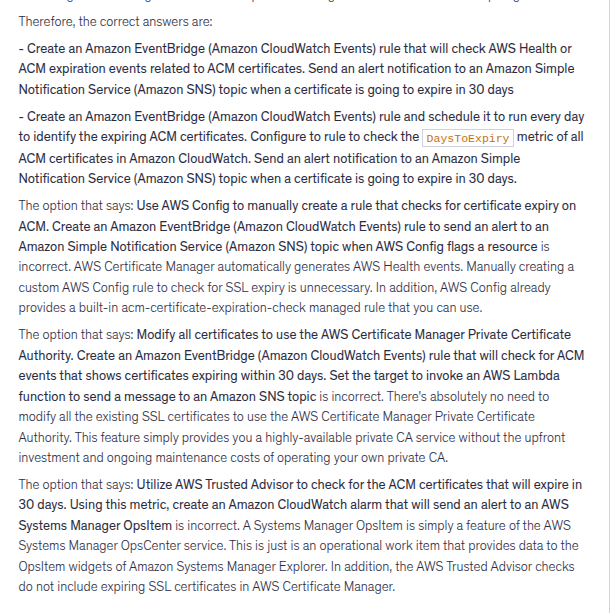 Therefore, the correct answers are:
- Create an Amazon EventBridge (Amazon CloudWatch Events) rule that will check AWS Health or
ACM expiration events related to ACM certificates. Send an alert notification to an Amazon Simple
Notification Service (Amazon SNS) topic when a certificate is going to expire in 30 days
- Create an Amazon EventBridge (Amazon CloudWatch Events) rule and schedule it to run every day
to identify the expiring ACM certificates. Configure to rule to check the DaysToExpiry metric of all
ACM certificates in Amazon CloudWatch. Send an alert notification to an Amazon Simple
Notification Service (Amazon SNS) topic when a certificate is going to expire in 30 days.
The option that says: Use AWS Config to manually create a rule that checks for certificate expiry on
ACM. Create an Amazon EventBridge (Amazon CloudWatch Events) rule to send an alert to an
Amazon Simple Notification Service (Amazon SNS) topic when AWS Config flags a resource is
incorrect. AWS Certificate Manager automatically generates AWS Health events. Manually creating a
custom AWS Config rule to check for SSL expiry is unnecessary. In addition, AWS Config already
provides a built-in acm-certificate-expiration-check managed rule that you can use.
The option that says: Modify all certificates to use the AWS Certificate Manager Private Certificate
Authority. Create an Amazon EventBridge (Amazon CloudWatch Events) rule that will check for ACM
events that shows certificates expiring within 30 days. Set the target to invoke an AWS Lambda
function to send a message to an Amazon SNS topic is incorrect. There's absolutely no need to
modify all the existing SSL certificates to use the AWS Certificate Manager Private Certificate
Authority. This feature simply provides you a highly-available private CA service without the upfront
investment and ongoing maintenance costs of operating your own private CA.
The option that says: Utilize AWS Trusted Advisor to check for the ACM certificates that will expire in
30 days. Using this metric, create an Amazon CloudWatch alarm that will send an alert to an AWS
Systems Manager OpsItem is incorrect. A Systems Manager OpsItem is simply a feature of the AWS
Systems Manager OpsCenter service. This is just is an operational work item that provides data to the
OpsItem widgets of Amazon Systems Manager Explorer. In addition, the AWS Trusted Advisor checks
do not include expiring SSL certificates in AWS Certificate Manager.